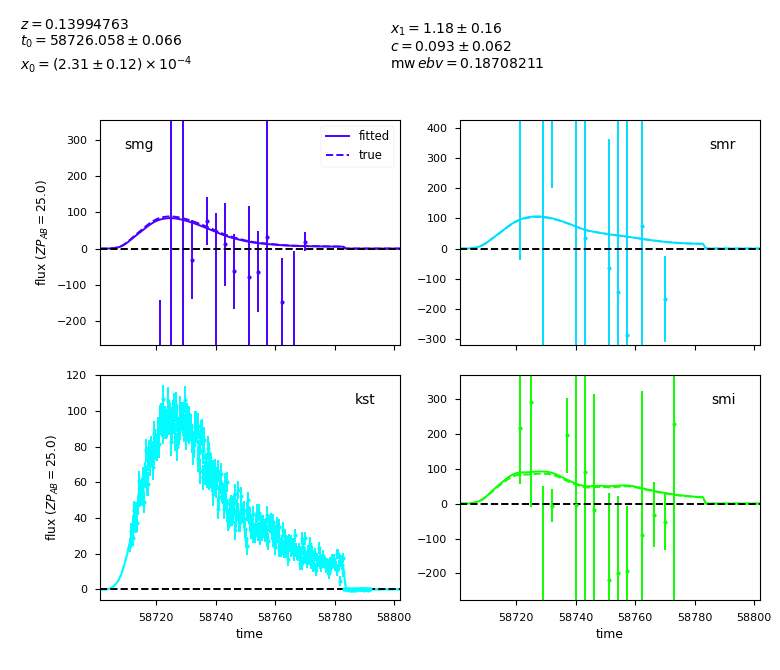 z = 0.13994763
t0 = 58726.058 ± 0.066
x0 = (2.31 ± 0.12) × 10^−4
x1 = 1.18 ± 0.16
c = 0.093 ± 0.062
mw ebv = 0.18708211
smg
fitted
true
300
200
100
0
−100
−200
flux (ZP_AB = 25.0)
smr
400
300
200
100
0
−100
−200
−300
kst
120
100
80
60
40
20
0
flux (ZP_AB = 25.0)
58720 58740 58760 58780 58800
time
smi
300
200
100
0
−100
−200
58720 58740 58760 58780 58800
time